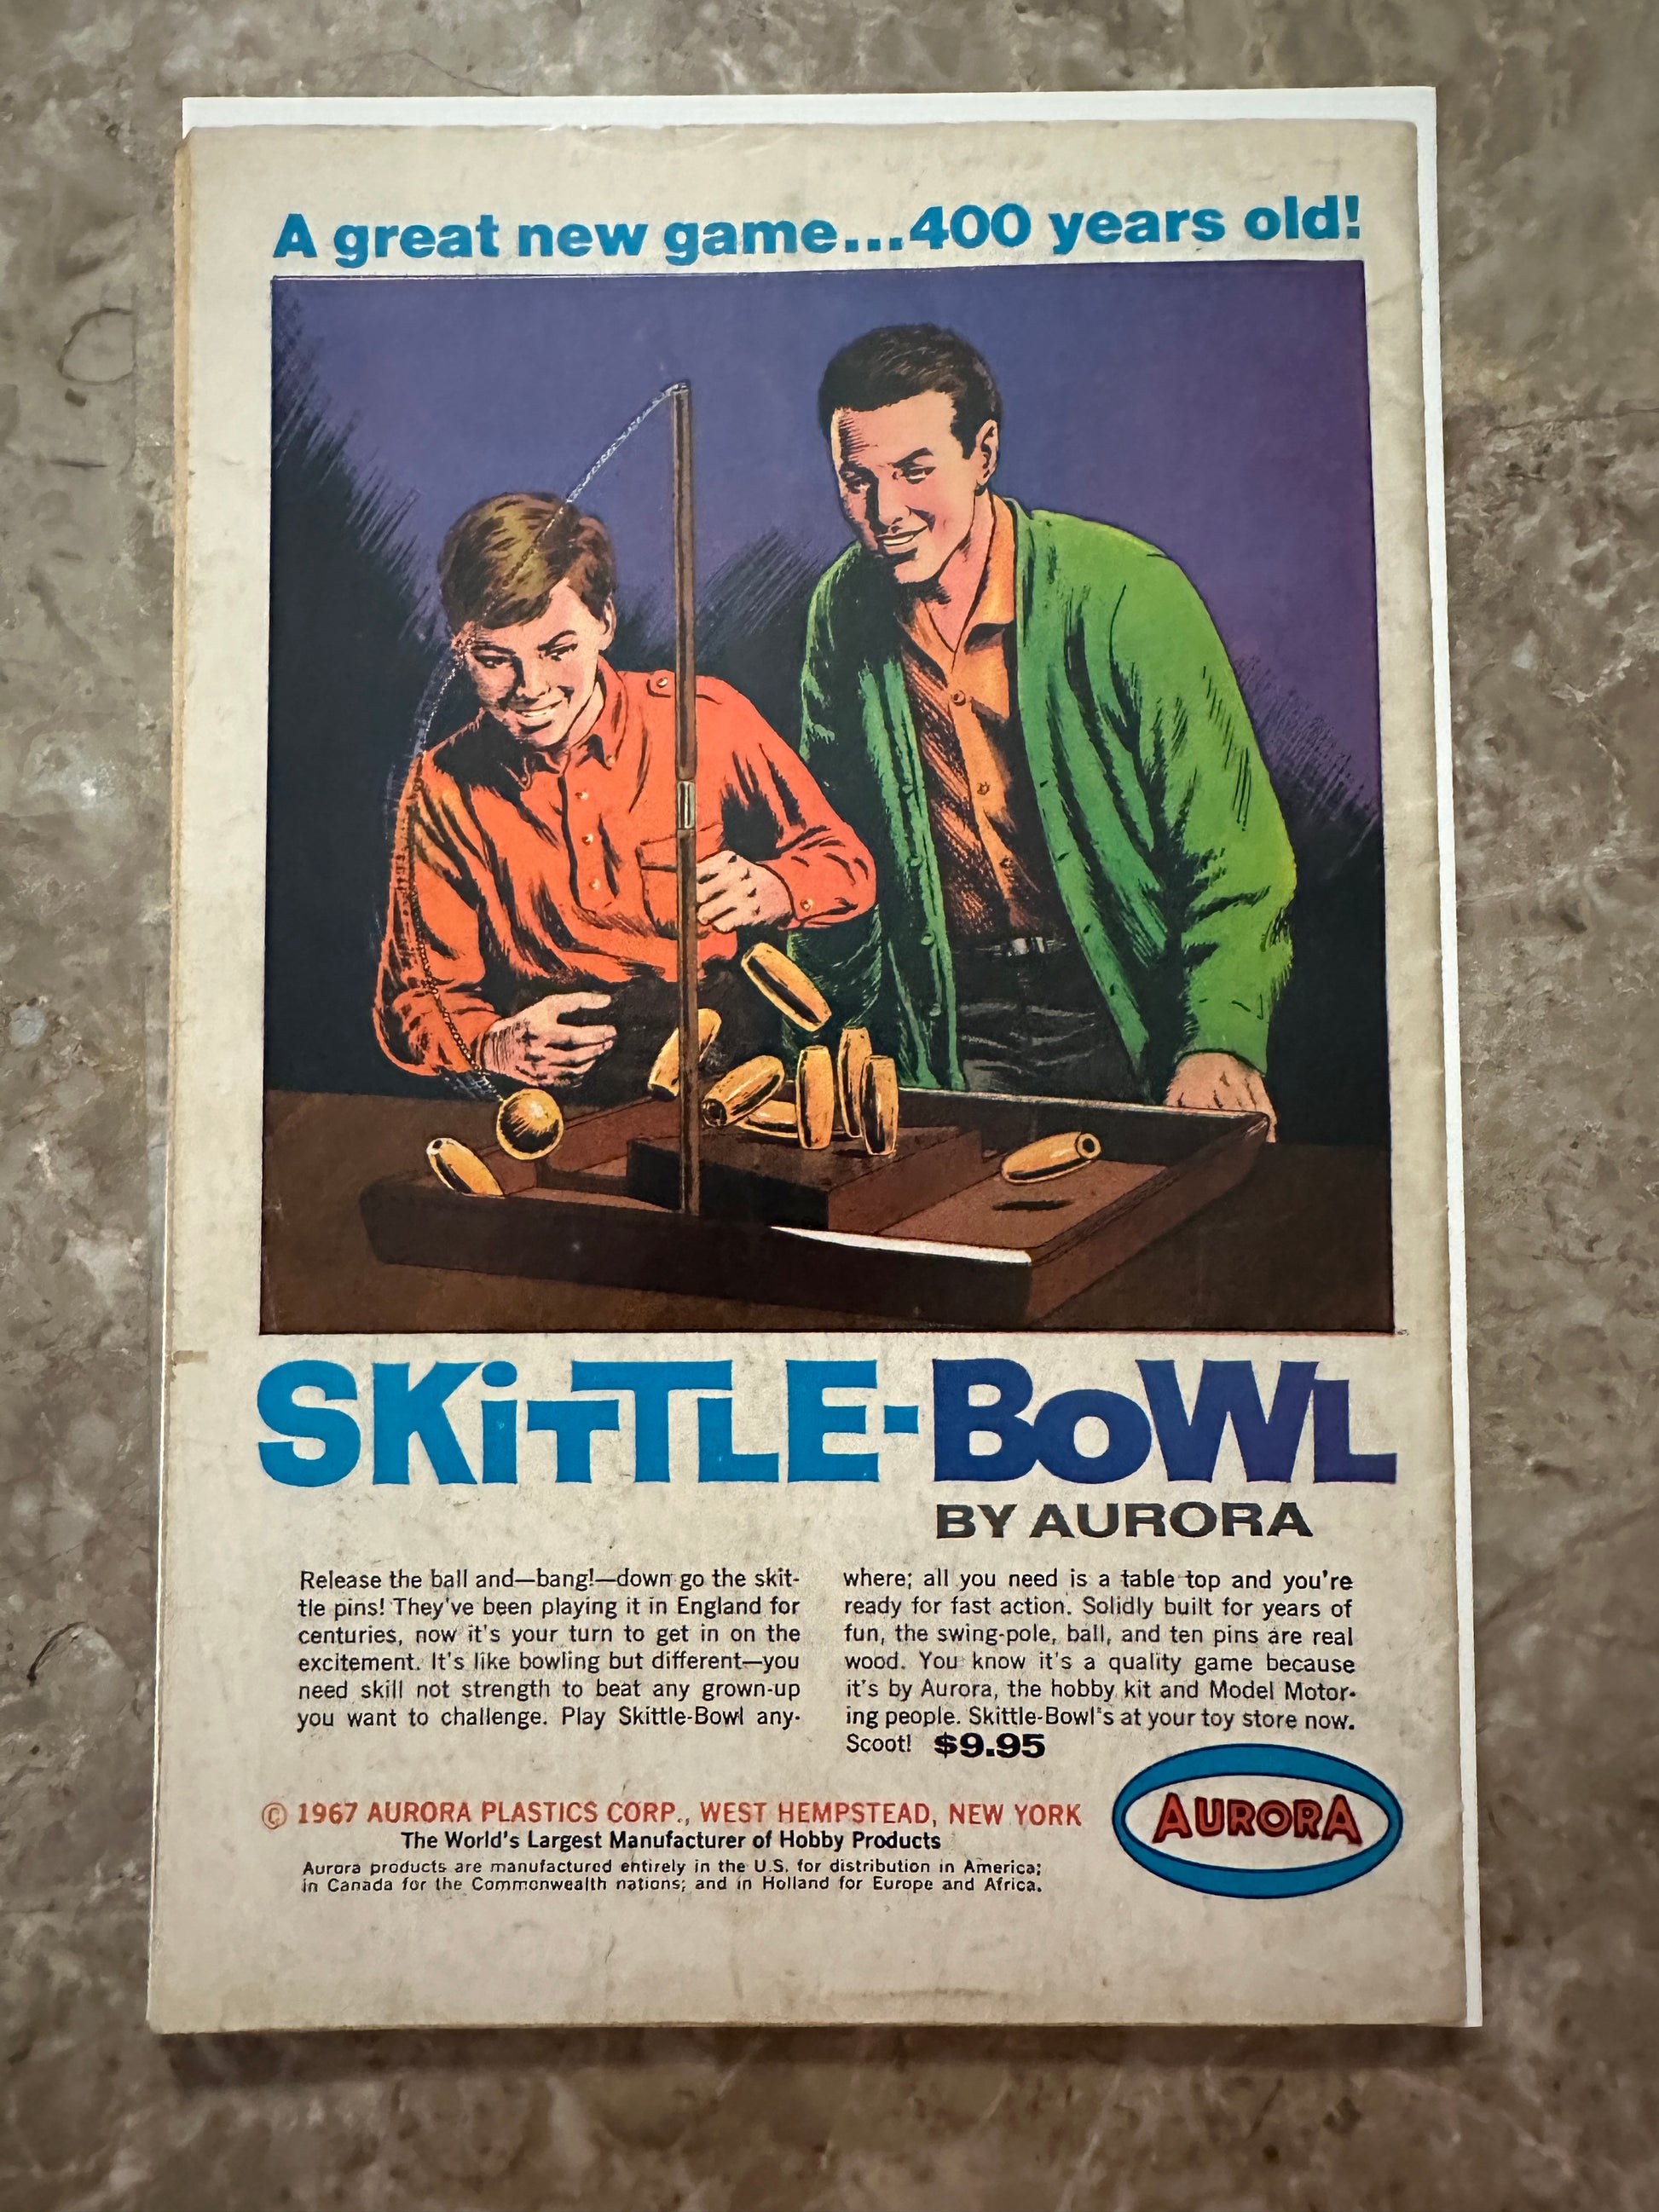 A great new game...400 years old!
SKiTTLE-BoWL
BY AURORA
Release the ball and—bang!—down go the skit-
tle pins! They've been playing it in England for
centuries, now it's your turn to get in on the
excitement. It's like bowling but different—you
need skill not strength to beat any grown-up
you want to challenge. Play Skittle-Bowl any-
where; all you need is a table top and you're
ready for fast action. Solidly built for years of
fun, the swing-pole, ball, and ten pins are real
wood. You know it's a quality game because
it's by Aurora, the hobby kit and Model Motor-
ing people. Skittle-Bowl's at your toy store now.
Scoot! $9.95
© 1967 AURORA PLASTICS CORP., WEST HEMPSTEAD, NEW YORK
The World's Largest Manufacturer of Hobby Products
Aurora products are manufactured entirely in the U.S. for distribution in America;
in Canada for the Commonwealth nations; and in Holland for Europe and Africa.
AURORA